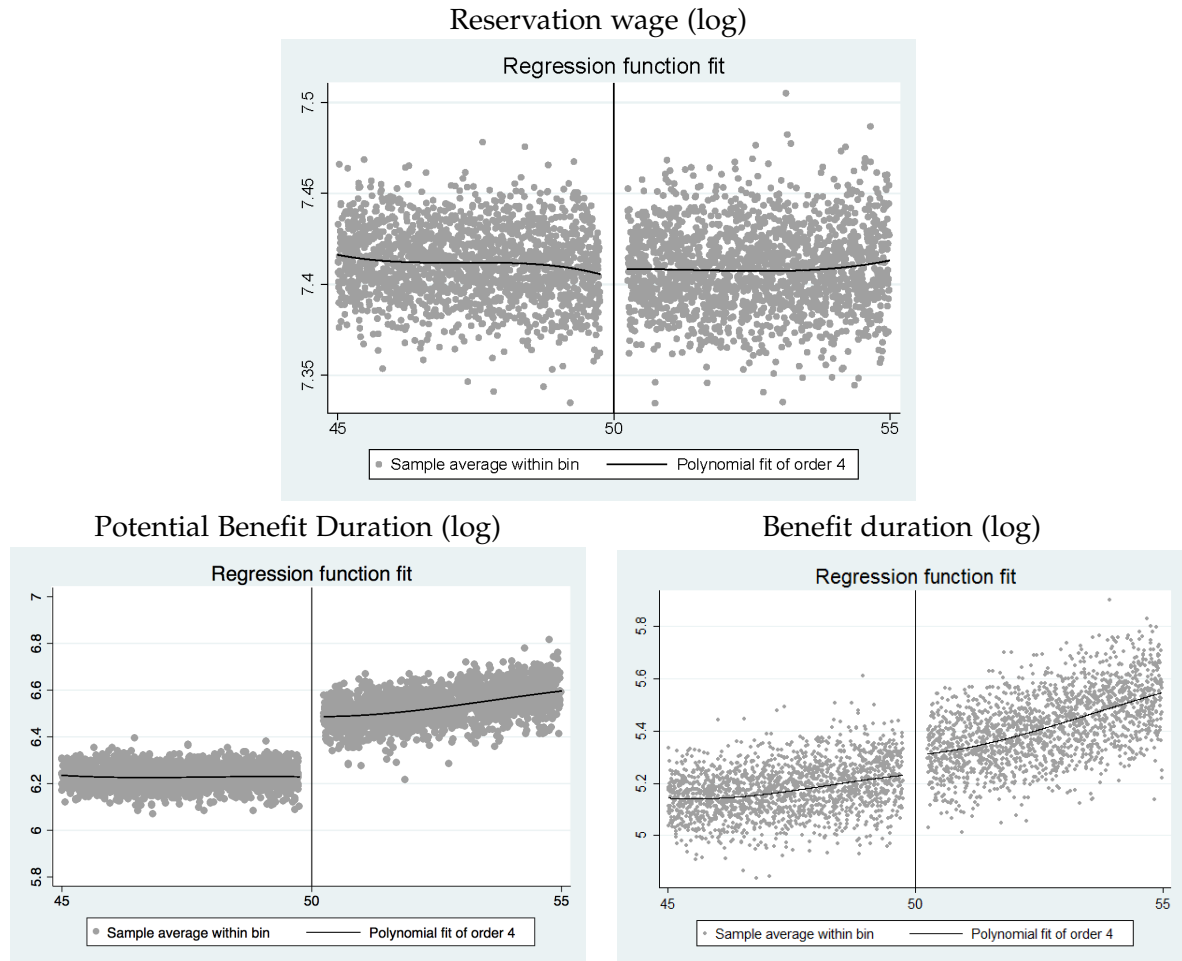 Reservation wage (log)
Regression function fit
7.5
7.45
7.4
7.35
45 50 55
Sample average within bin Polynomial fit of order 4
Potential Benefit Duration (log)
Regression function fit
7
6.8
6.6
6.4
6.2
6
5.8
45 50 55
Sample average within bin Polynomial fit of order 4
Benefit duration (log)
Regression function fit
5.8
5.6
5.4
5.2
5
45 50 55
Sample average within bin Polynomial fit of order 4